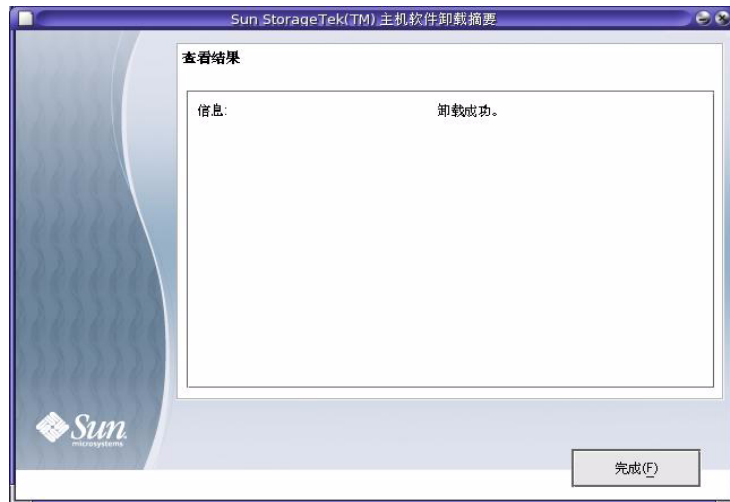 Sun StorageTek(TM) 主机软件卸载摘要
查看结果
信息: 卸载成功。
Sun
microsystems
完成(F)